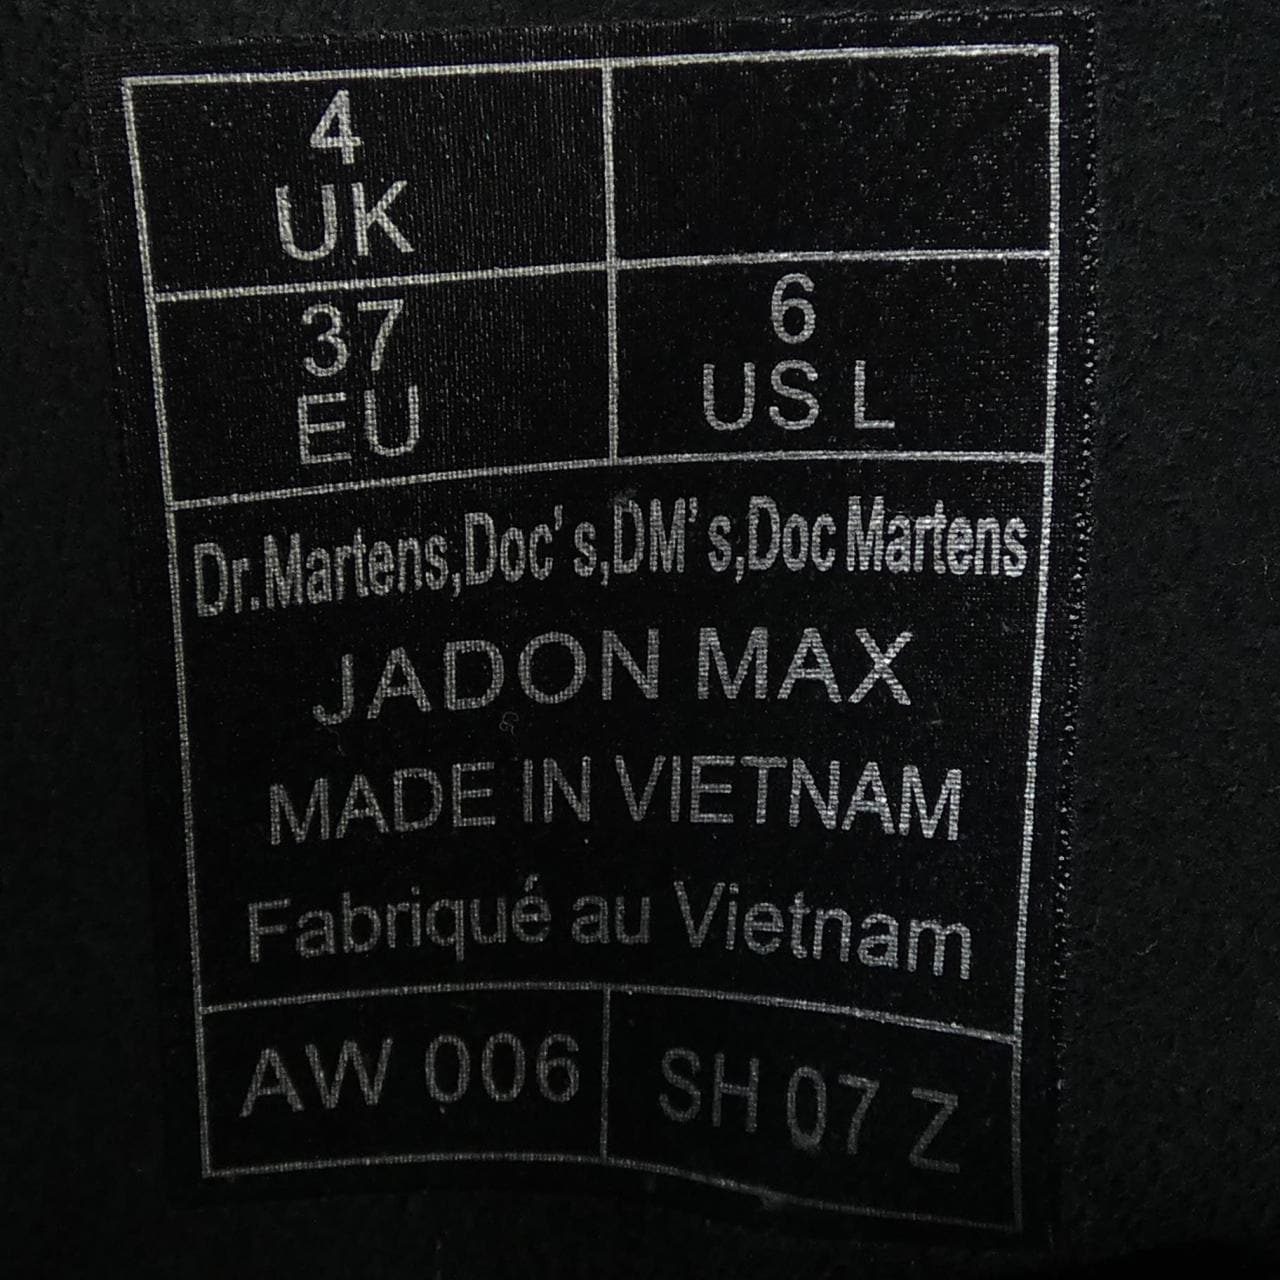 4
UK
37
EU
6
US L
Dr.Martens,Doc's,DM's,Doc Martens
JADON MAX
MADE IN VIETNAM
Fabriqué au Vietnam
AW 006
SH 07 Z